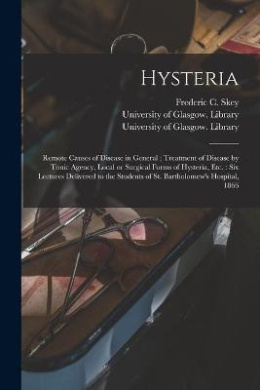 HYSTERIA
Frederic C. Skey
University of Glasgow. Library
University of Glasgow. Library
Remote Causes of Disease in General ; Treatment of Disease by
Tonic Agency, Local or Surgical Forms of Hysteria, Etc. : Six
Lectures Delivered to the Students of St. Bartholomew's Hospital,
1866